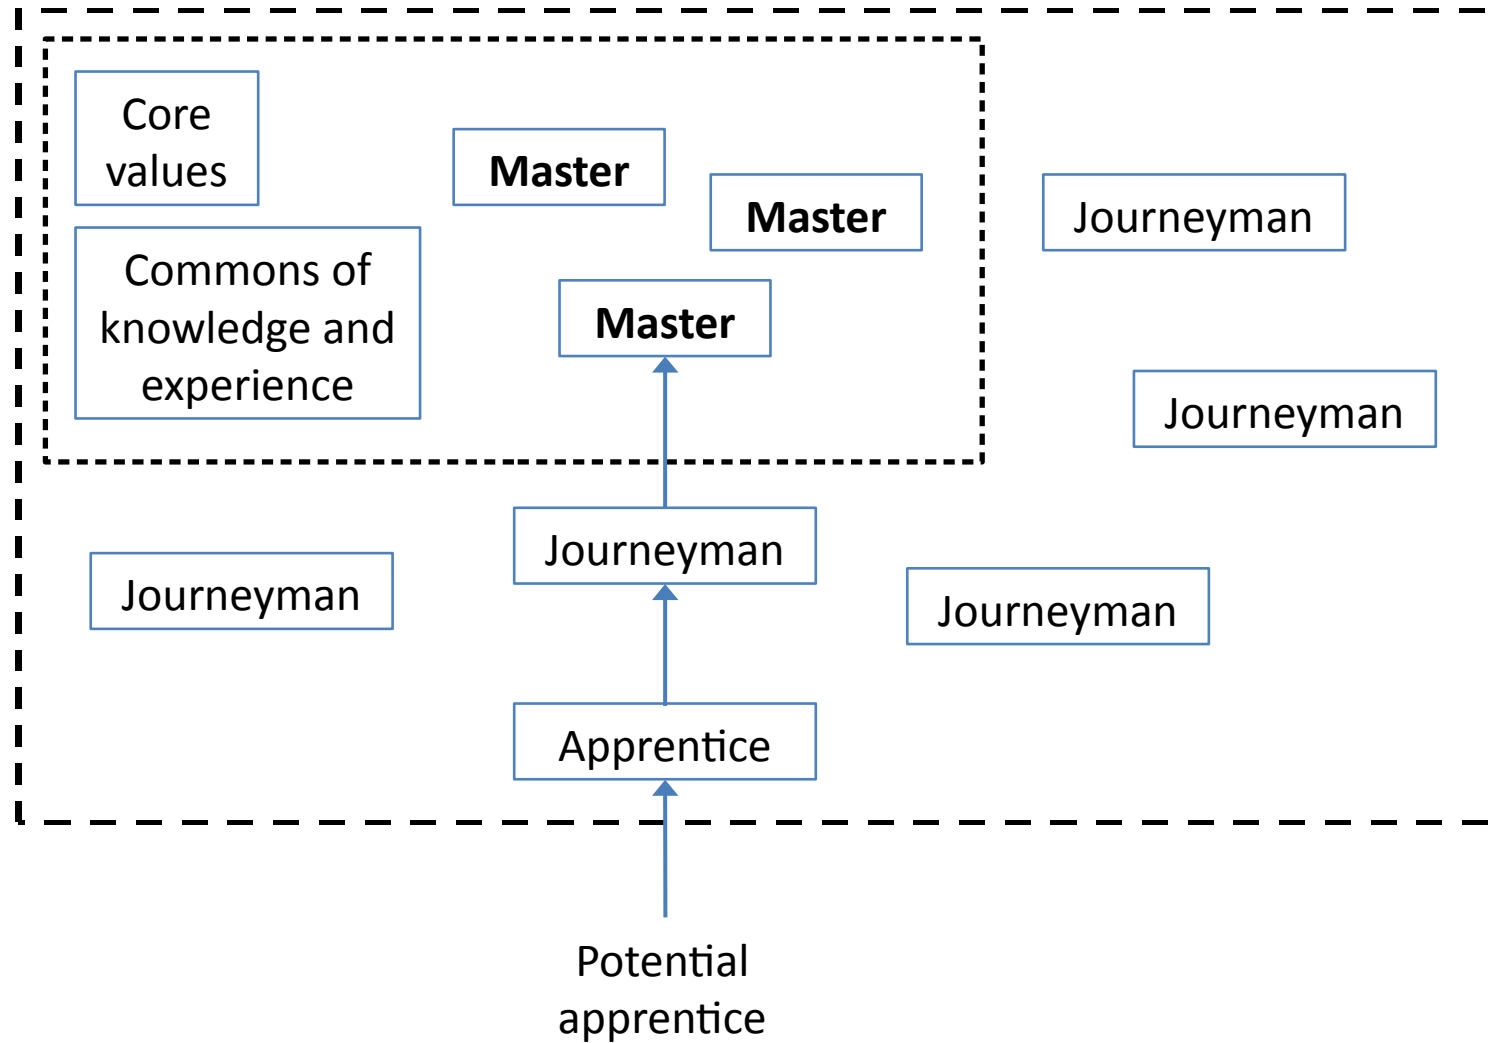 Core
values
Master
Master
Journeyman
Commons of
knowledge and
experience
Master
Journeyman
Journeyman
Journeyman
Journeyman
Apprentice
Potential
apprentice